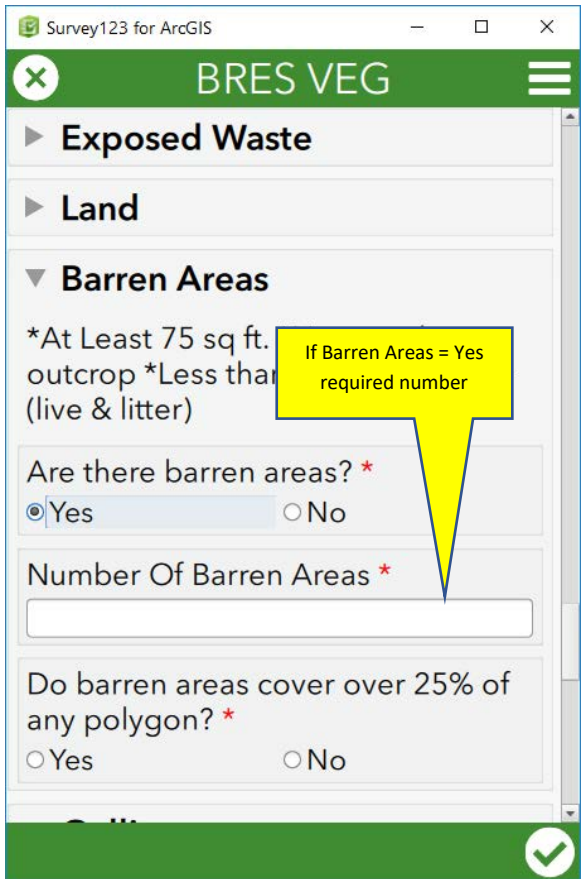 Survey123 for ArcGIS
BRES VEG
Exposed Waste
Land
Barren Areas
*At Least 75 sq ft.
outcrop *Less
(live & litter)
If Barren Areas = Yes
required number
Are there barren areas? *
Yes No
Number Of Barren Areas *
Do barren areas cover over 25% of
any polygon? *
Yes No